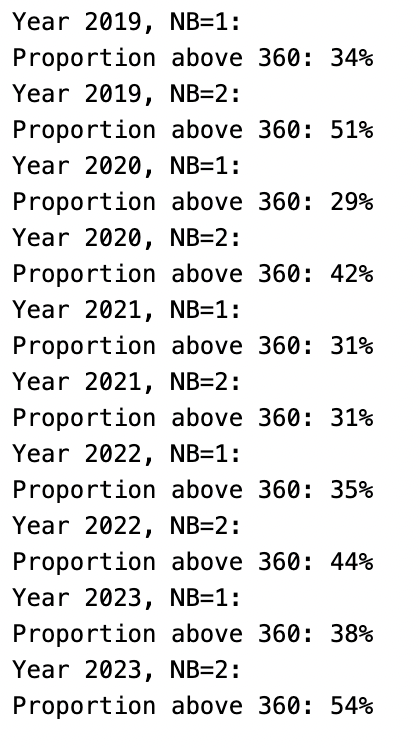 Year 2019, NB=1:
Proportion above 360: 34%
Year 2019, NB=2:
Proportion above 360: 51%
Year 2020, NB=1:
Proportion above 360: 29%
Year 2020, NB=2:
Proportion above 360: 42%
Year 2021, NB=1:
Proportion above 360: 31%
Year 2021, NB=2:
Proportion above 360: 31%
Year 2022, NB=1:
Proportion above 360: 35%
Year 2022, NB=2:
Proportion above 360: 44%
Year 2023, NB=1:
Proportion above 360: 38%
Year 2023, NB=2:
Proportion above 360: 54%